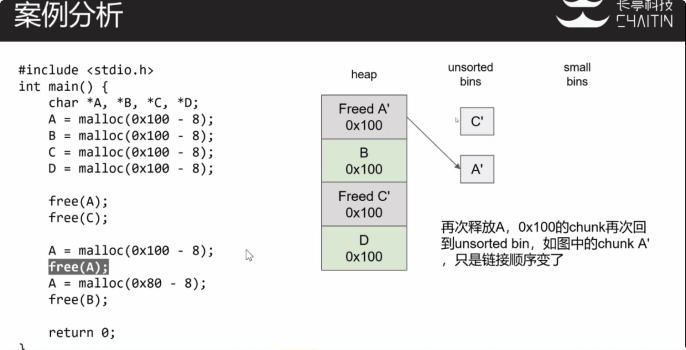 案例分析
长亭科技
CHAITIN
#include <stdio.h>
int main() {
    char *A, *B, *C, *D;
    A = malloc(0x100 - 8);
    B = malloc(0x100 - 8);
    C = malloc(0x100 - 8);
    D = malloc(0x100 - 8);
    free(A);
    free(C);
    A = malloc(0x100 - 8);
    free(A);
    A = malloc(0x80 - 8);
    free(B);
    return 0;
}
heap
Freed A'
0x100
B
0x100
Freed C'
0x100
D
0x100
unsorted
bins
C'
A'
small
bins
再次释放A，0x100的chunk再次回
到unsorted bin，如图中的chunk A'
，只是链接顺序变了